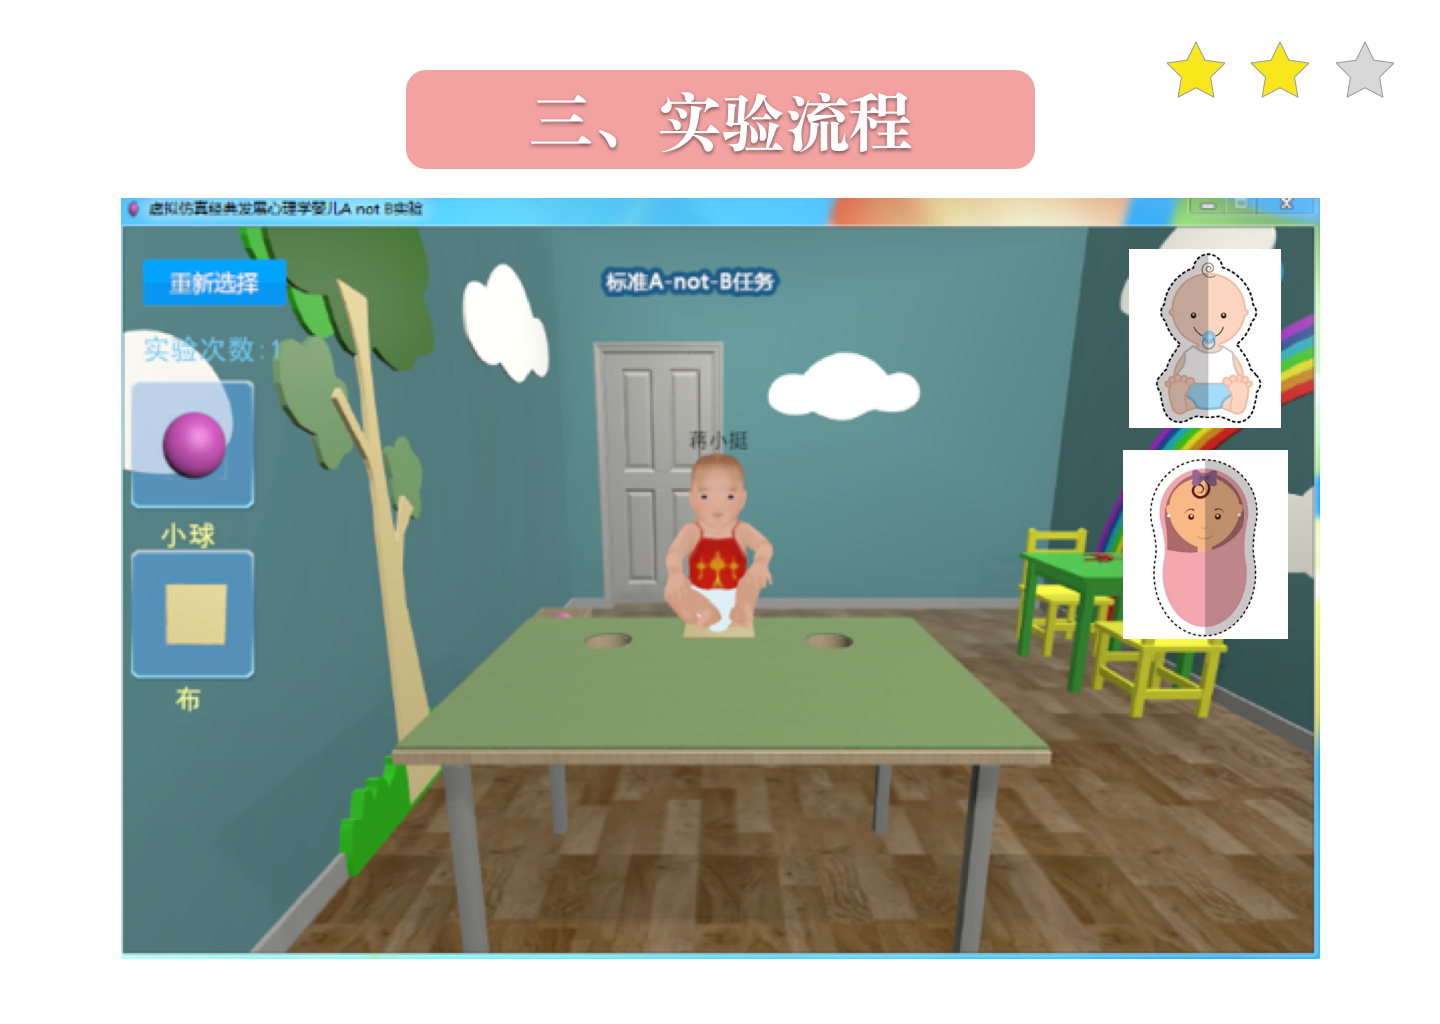 三、实验流程
虚拟仿真经典发展心理学婴儿A not B实验
重新选择
标准A-not-B任务
实验次数:1
蒋小挺
小球
布